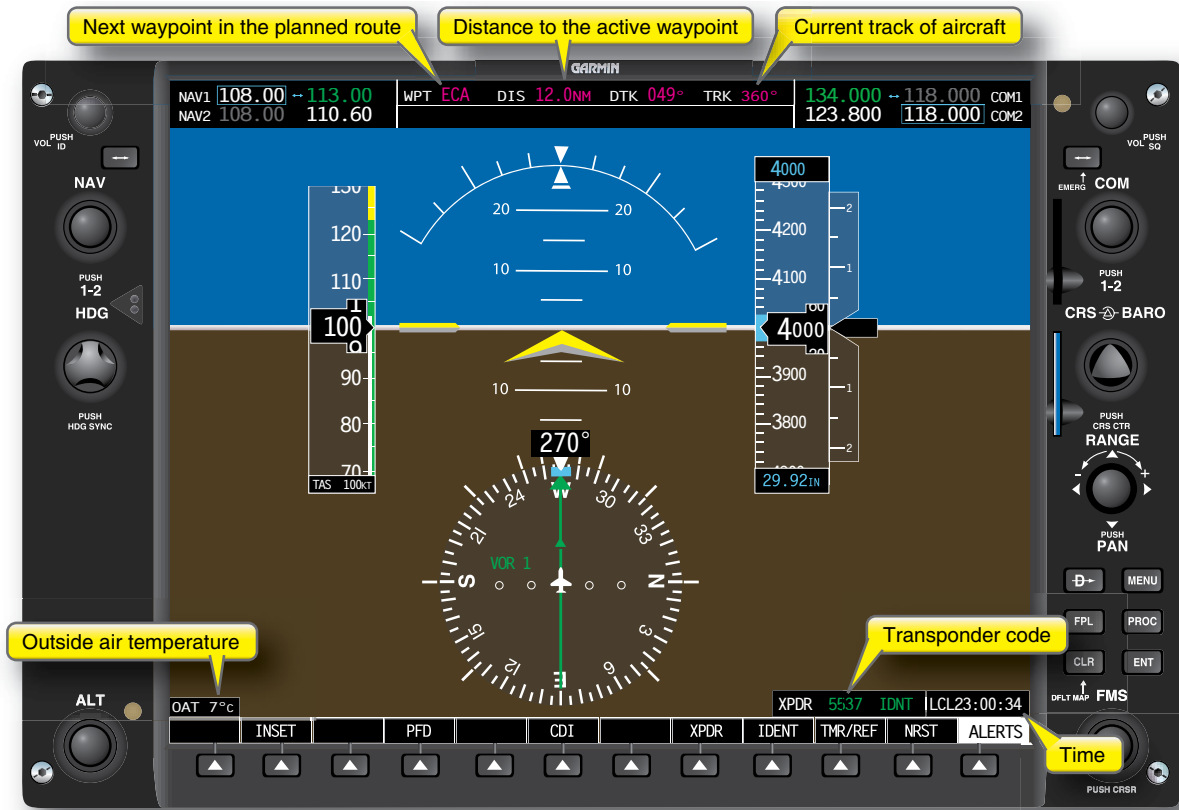 Next waypoint in the planned route
Distance to the active waypoint
Current track of aircraft
GARMIN
NAV1 108.00 ↔ 113.00
NAV2 108.00 110.60
WPT ECA DIS 12.0NM DTK 049° TRK 360°
134.000 ↔ 118.000 COM1
123.800 118.000 COM2
VOL PUSH ID
VOL PUSH SQ
EMERG
NAV
COM
PUSH
1-2
HDG
PUSH
HDG SYNC
PUSH
1-2
CRS BARO
PUSH
CRS CTR
RANGE
- +
PUSH
PAN
130
120
110
100
1
9
90
80
70
TAS 100KT
20 20
10 10
10 10
4000
4300
4200
4100
4000
60
20
3900
3800
29.92IN
2
1
1
2
270°
VOR 1
W
30
33
N
3
6
E
12
15
S
21
24
D
MENU
FPL
PROC
CLR
ENT
DFLT MAP
FMS
PUSH CRSR
Outside air temperature
Transponder code
ALT
OAT 7°C
XPDR 5537 IDNT LCL23:00:34
INSET PFD CDI XPDR IDENT TMR/REF NRST ALERTS
Time